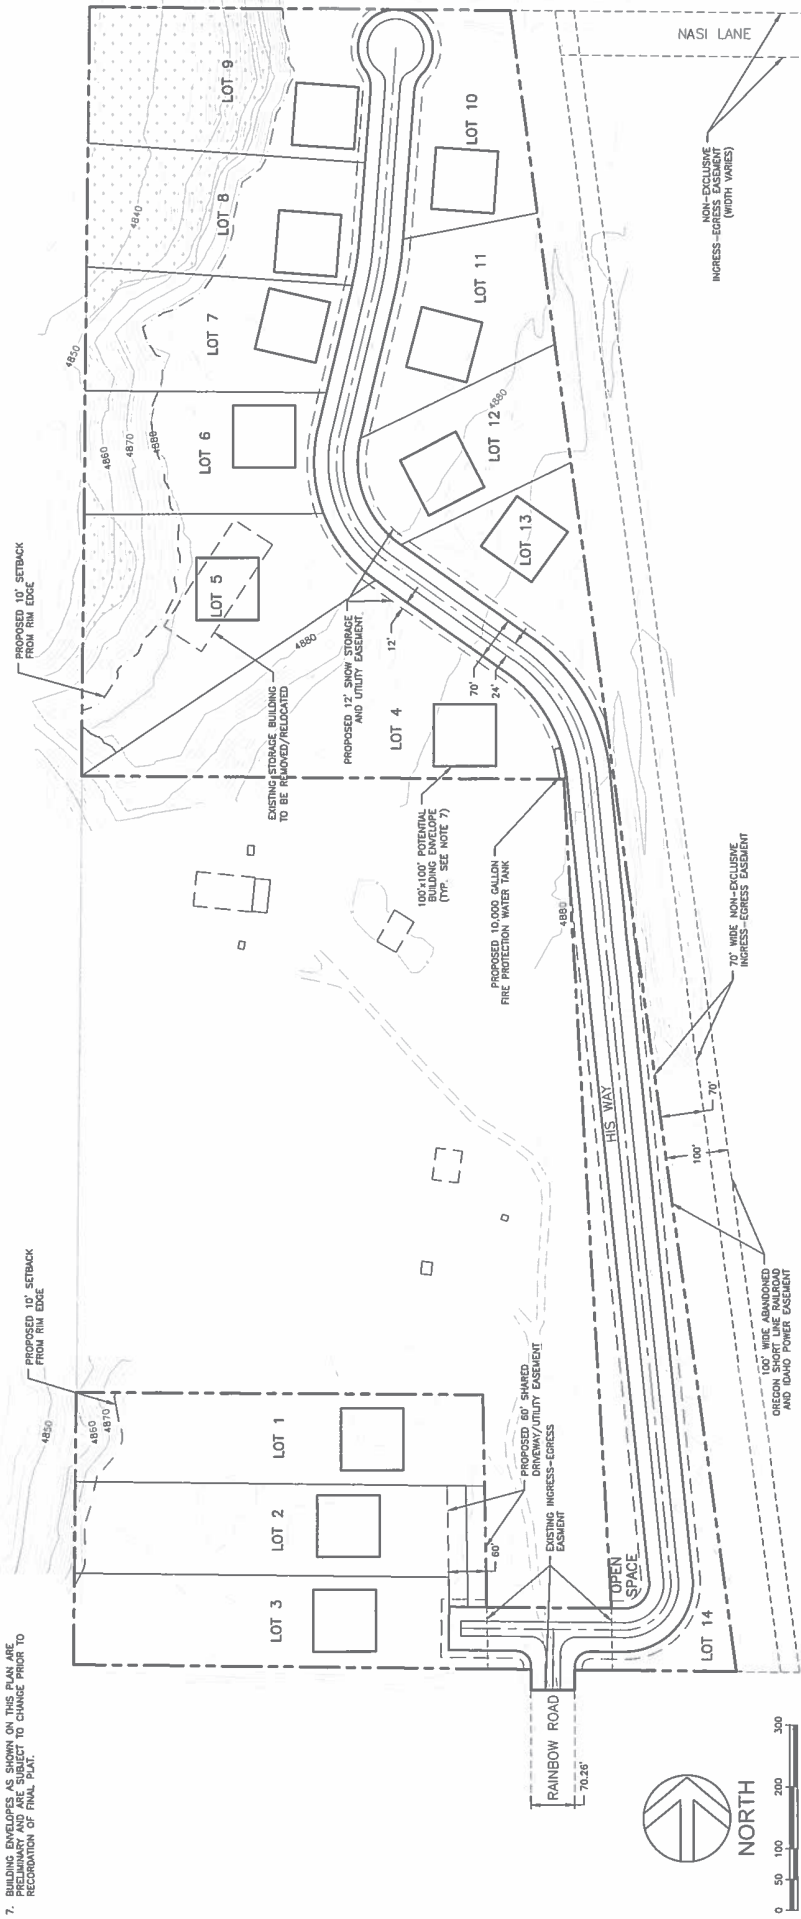 7. BUILDING ENVELOPES AS SHOWN ON THIS PLAN ARE
PRELIMINARY AND ARE SUBJECT TO CHANGE PRIOR TO
RECORDATION OF FINAL PLAT.
PROPOSED 10' SETBACK
FROM RIM EDGE
4850
4860
4870
LOT 3
LOT 2
LOT 1
60'
PROPOSED 60' SHARED
DRIVEWAY/UTILITY EASEMENT
EXISTING INGRESS-EGRESS
EASMENT
OPEN
SPACE
LOT 14
RAINBOW ROAD
70.26'
NORTH
0
50
100
200
300
PROPOSED 10' SETBACK
FROM RIM EDGE
EXISTING STORAGE BUILDING
TO BE REMOVED/RELOCATED
PROPOSED 12' SNOW STORAGE
AND UTILITY EASEMENT.
12'
LOT 4
70'
24'
100'x100' POTENTIAL
BUILDING ENVELOPE
(TYP. SEE NOTE 7)
PROPOSED 10,000 GALLON
FIRE PROTECTION WATER TANK
4880
HIS WAY
70' WIDE NON-EXCLUSIVE
INGRESS-EGRESS EASEMENT
70'
100'
100' WIDE ABANDONED
OREGON SHORT LINE RAILROAD
AND IDAHO POWER EASEMENT
4880
LOT 5
LOT 6
LOT 7
LOT 8
LOT 9
4850
4860
4870
4880
4840
LOT 10
LOT 11
LOT 12
4880
LOT 13
NASI LANE
NON-EXCLUSIVE
INGRESS-EGRESS EASEMENT
(WIDTH VARIES)